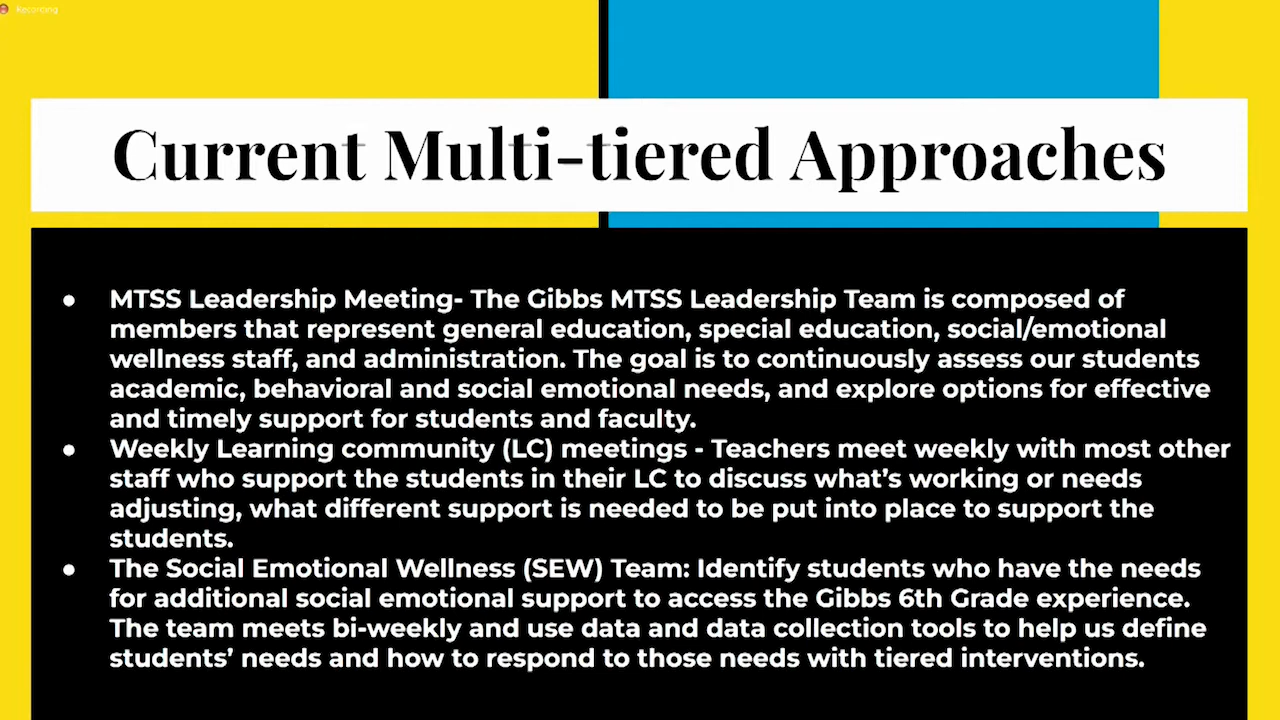 Recording
Current Multi-tiered Approaches
● MTSS Leadership Meeting- The Gibbs MTSS Leadership Team is composed of
members that represent general education, special education, social/emotional
wellness staff, and administration. The goal is to continuously assess our students
academic, behavioral and social emotional needs, and explore options for effective
and timely support for students and faculty.
● Weekly Learning community (LC) meetings - Teachers meet weekly with most other
staff who support the students in their LC to discuss what’s working or needs
adjusting, what different support is needed to be put into place to support the
students.
● The Social Emotional Wellness (SEW) Team: Identify students who have the needs
for additional social emotional support to access the Gibbs 6th Grade experience.
The team meets bi-weekly and use data and data collection tools to help us define
students’ needs and how to respond to those needs with tiered interventions.